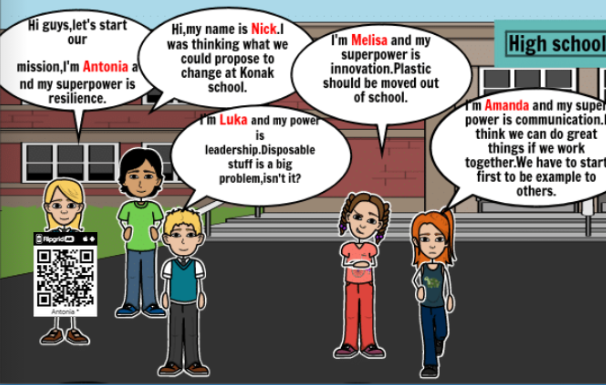 Hi guys,let's start
our
mission,I'm Antonia a
nd my superpower is
resilience.
Hi,my name is Nick.I
was thinking what we
could propose to
change at Konak
school.
I'm Luka and my power
is
leadership.Disposable
stuff is a big
problem,isn't it?
I'm Melisa and my
superpower is
innovation.Plastic
should be moved out
of school.
High school
I'm Amanda and my super
power is communication.I
think we can do great
things if we work
together.We have to start
first to be example to
others.
flipgrid
Antonia *